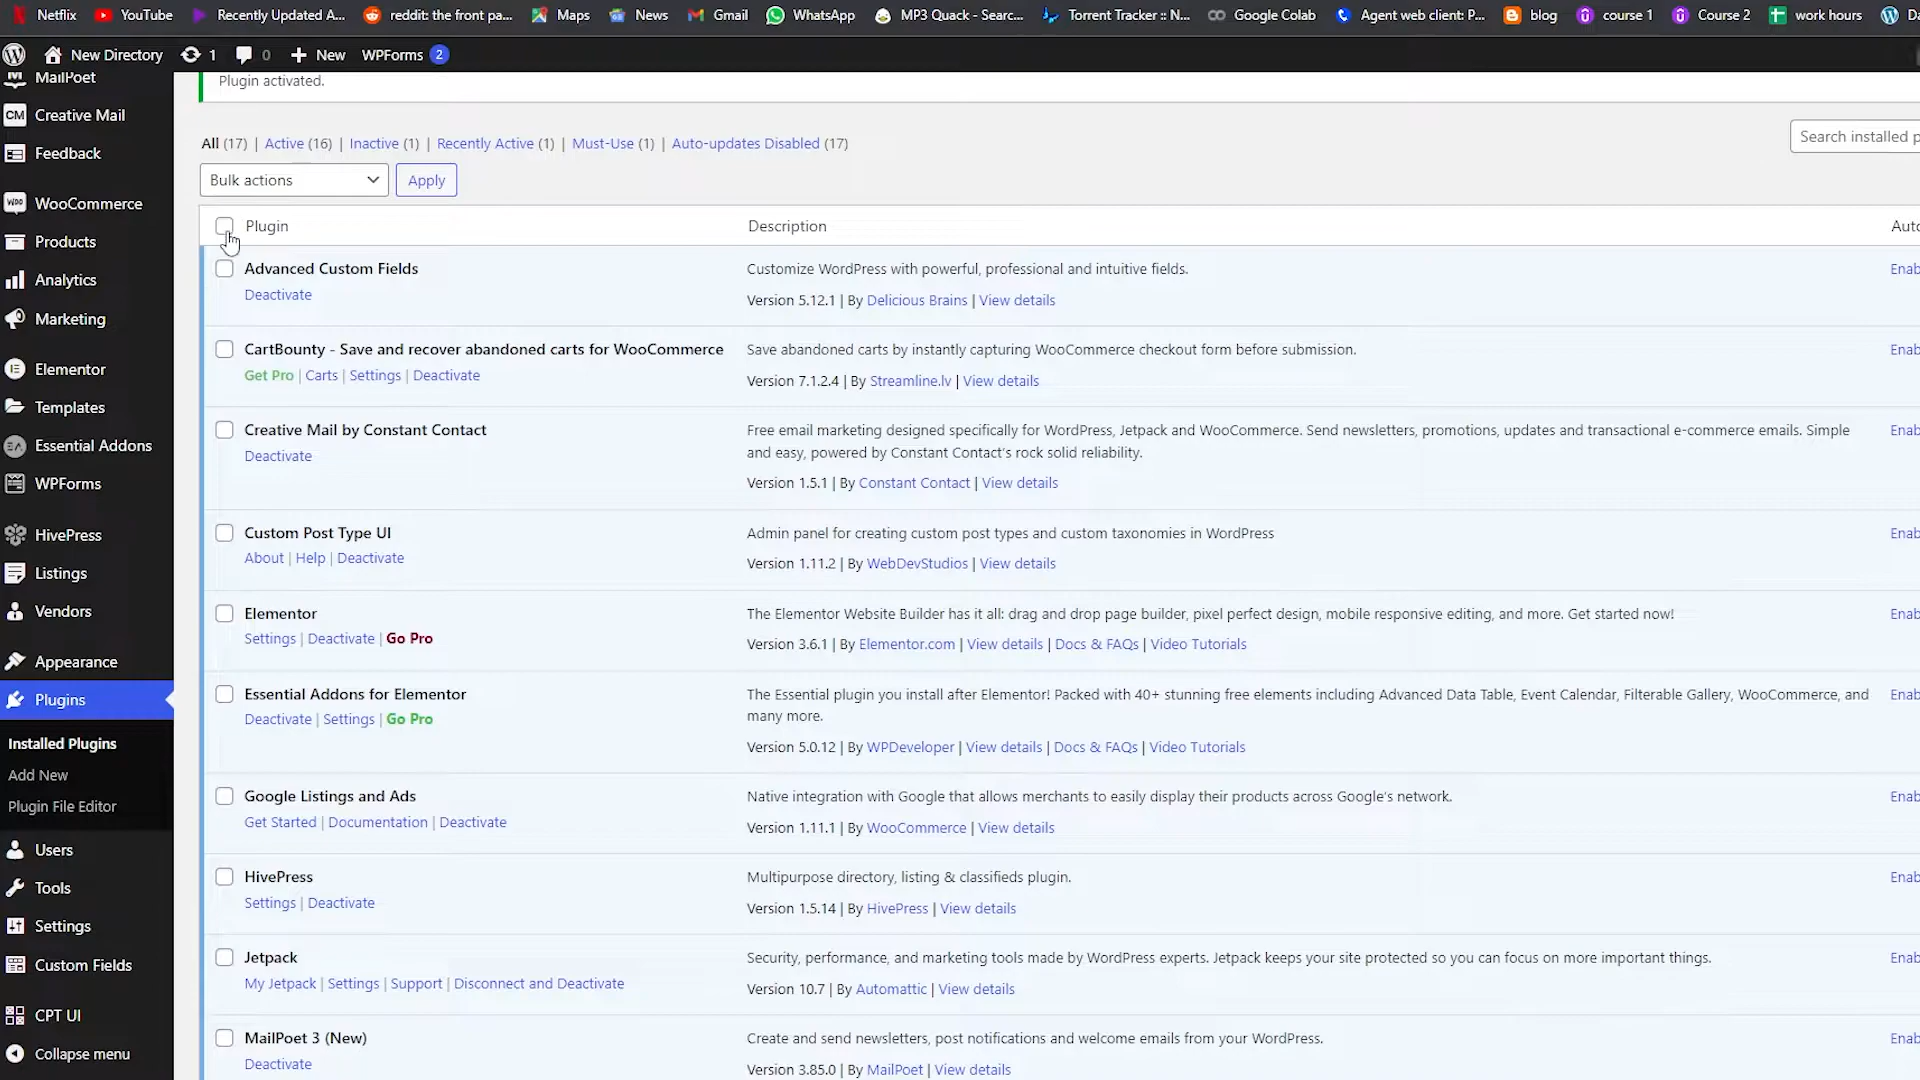 Netflix
YouTube
Recently Updated A...
reddit: the front pa...
Maps
News
Gmail
WhatsApp
MP3 Quack - Searc...
Torrent Tracker :: N...
Google Colab
Agent web client: P...
blog
course 1
Course 2
work hours
New Directory
1
0
New
WPForms 2
MailPoet
CM Creative Mail
Feedback
WooCommerce
Products
Analytics
Marketing
Elementor
Templates
Essential Addons
WPForms
HivePress
Listings
Vendors
Appearance
Plugins
Installed Plugins
Add New
Plugin File Editor
Users
Tools
Settings
Custom Fields
CPT UI
Collapse menu
Plugin activated.
All (17) | Active (16) | Inactive (1) | Recently Active (1) | Must-Use (1) | Auto-updates Disabled (17)
Search installed p
Bulk actions
Apply
Plugin
Description
Auto
Advanced Custom Fields
Deactivate
Customize WordPress with powerful, professional and intuitive fields.
Version 5.12.1 | By Delicious Brains | View details
Enab
CartBounty - Save and recover abandoned carts for WooCommerce
Get Pro | Carts | Settings | Deactivate
Save abandoned carts by instantly capturing WooCommerce checkout form before submission.
Version 7.1.2.4 | By Streamline.lv | View details
Enab
Creative Mail by Constant Contact
Deactivate
Free email marketing designed specifically for WordPress, Jetpack and WooCommerce. Send newsletters, promotions, updates and transactional e-commerce emails. Simple
and easy, powered by Constant Contact's rock solid reliability.
Version 1.5.1 | By Constant Contact | View details
Enab
Custom Post Type UI
About | Help | Deactivate
Admin panel for creating custom post types and custom taxonomies in WordPress
Version 1.11.2 | By WebDevStudios | View details
Enab
Elementor
Settings | Deactivate | Go Pro
The Elementor Website Builder has it all: drag and drop page builder, pixel perfect design, mobile responsive editing, and more. Get started now!
Version 3.6.1 | By Elementor.com | View details | Docs & FAQs | Video Tutorials
Enab
Essential Addons for Elementor
Deactivate | Settings | Go Pro
The Essential plugin you install after Elementor! Packed with 40+ stunning free elements including Advanced Data Table, Event Calendar, Filterable Gallery, WooCommerce, and
many more.
Version 5.0.12 | By WPDeveloper | View details | Docs & FAQs | Video Tutorials
Enab
Google Listings and Ads
Get Started | Documentation | Deactivate
Native integration with Google that allows merchants to easily display their products across Google's network.
Version 1.11.1 | By WooCommerce | View details
Enab
HivePress
Settings | Deactivate
Multipurpose directory, listing & classifieds plugin.
Version 1.5.14 | By HivePress | View details
Enab
Jetpack
My Jetpack | Settings | Support | Disconnect and Deactivate
Security, performance, and marketing tools made by WordPress experts. Jetpack keeps your site protected so you can focus on more important things.
Version 10.7 | By Automattic | View details
Enab
MailPoet 3 (New)
Deactivate
Create and send newsletters, post notifications and welcome emails from your WordPress.
Version 3.85.0 | By MailPoet | View details
Enab